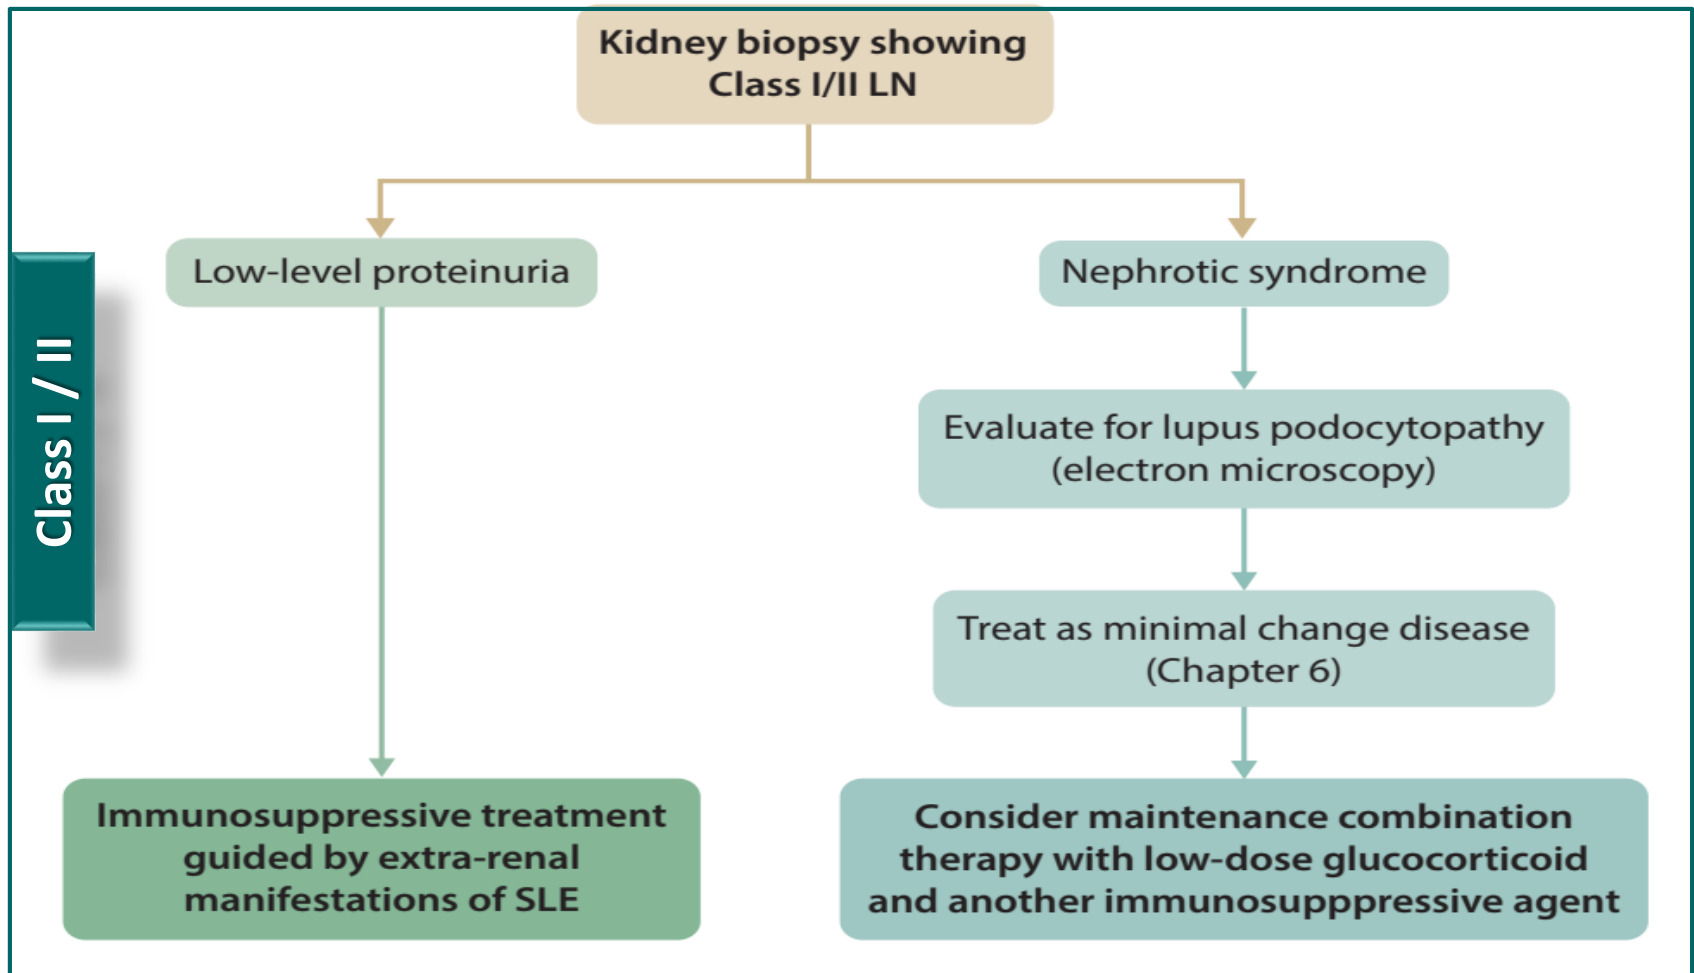 Kidney biopsy showing
Class I/II LN
Low-level proteinuria
Nephrotic syndrome
Class I / II
Evaluate for lupus podocytopathy
(electron microscopy)
Treat as minimal change disease
(Chapter 6)
Immunosuppressive treatment
guided by extra-renal
manifestations of SLE
Consider maintenance combination
therapy with low-dose glucocorticoid
and another immunosupppressive agent